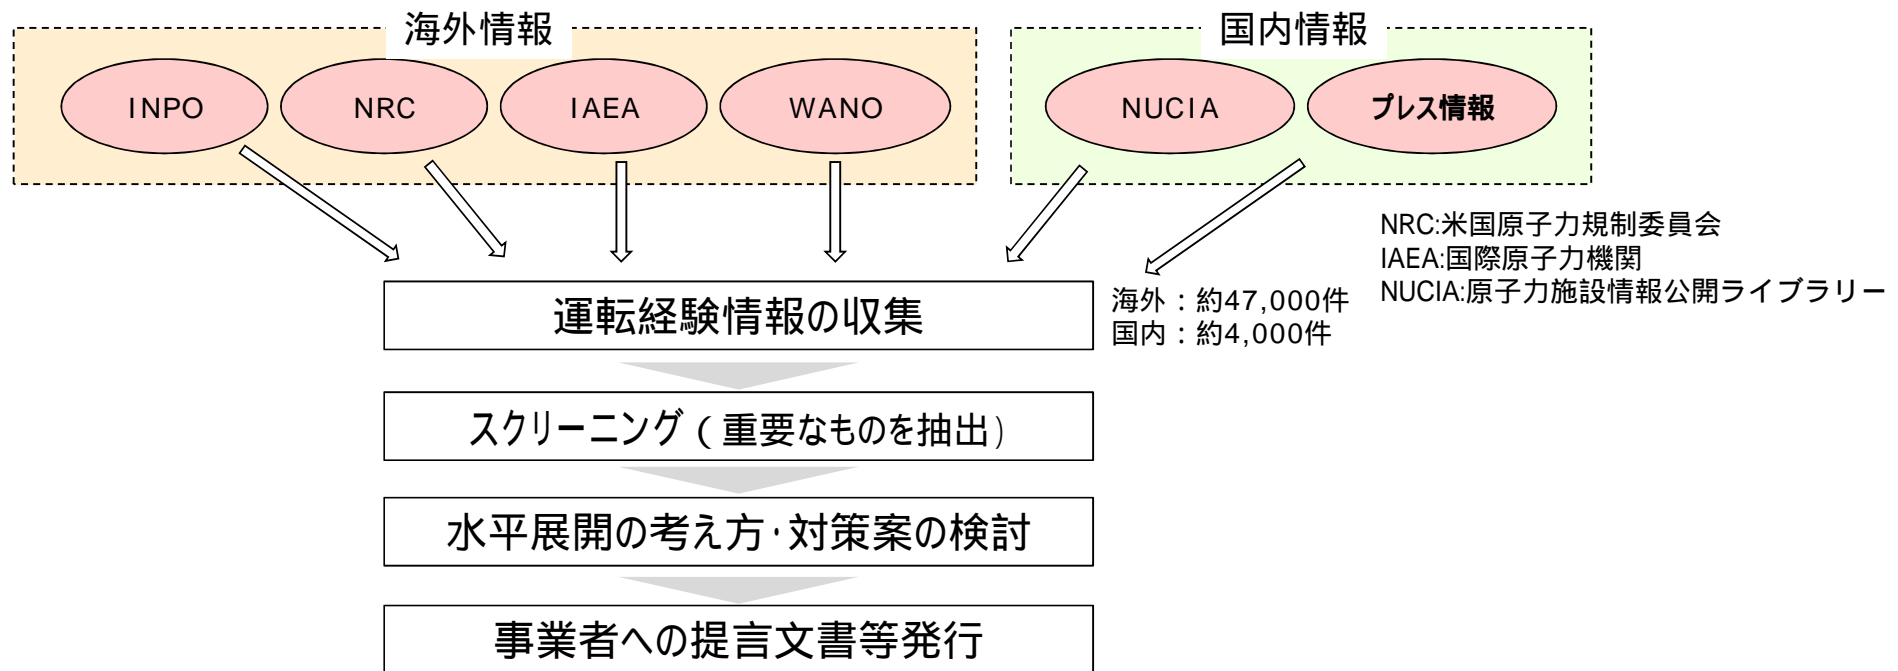 海外情報
国内情報
INPO
NRC
IAEA
WANO
NUCIA
プレス情報
NRC:米国原子力規制委員会
IAEA:国際原子力機関
NUCIA:原子力施設情報公開ライブラリー
運転経験情報の収集
海外：約47,000件
国内：約4,000件
スクリーニング（重要なものを抽出）
水平展開の考え方・対策案の検討
事業者への提言文書等発行